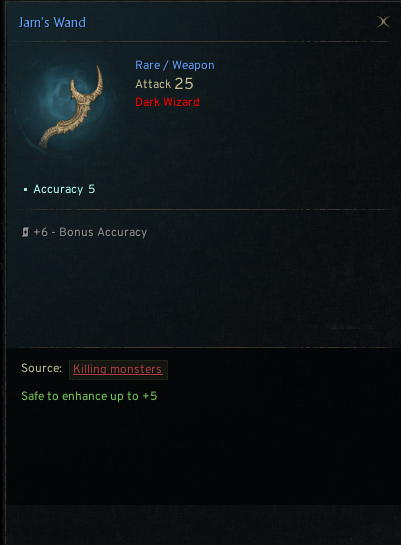 Jarn's Wand
Rare / Weapon
Attack 25
Dark Wizard
• Accuracy 5
+6 - Bonus Accuracy
Source: Killing monsters
Safe to enhance up to +5